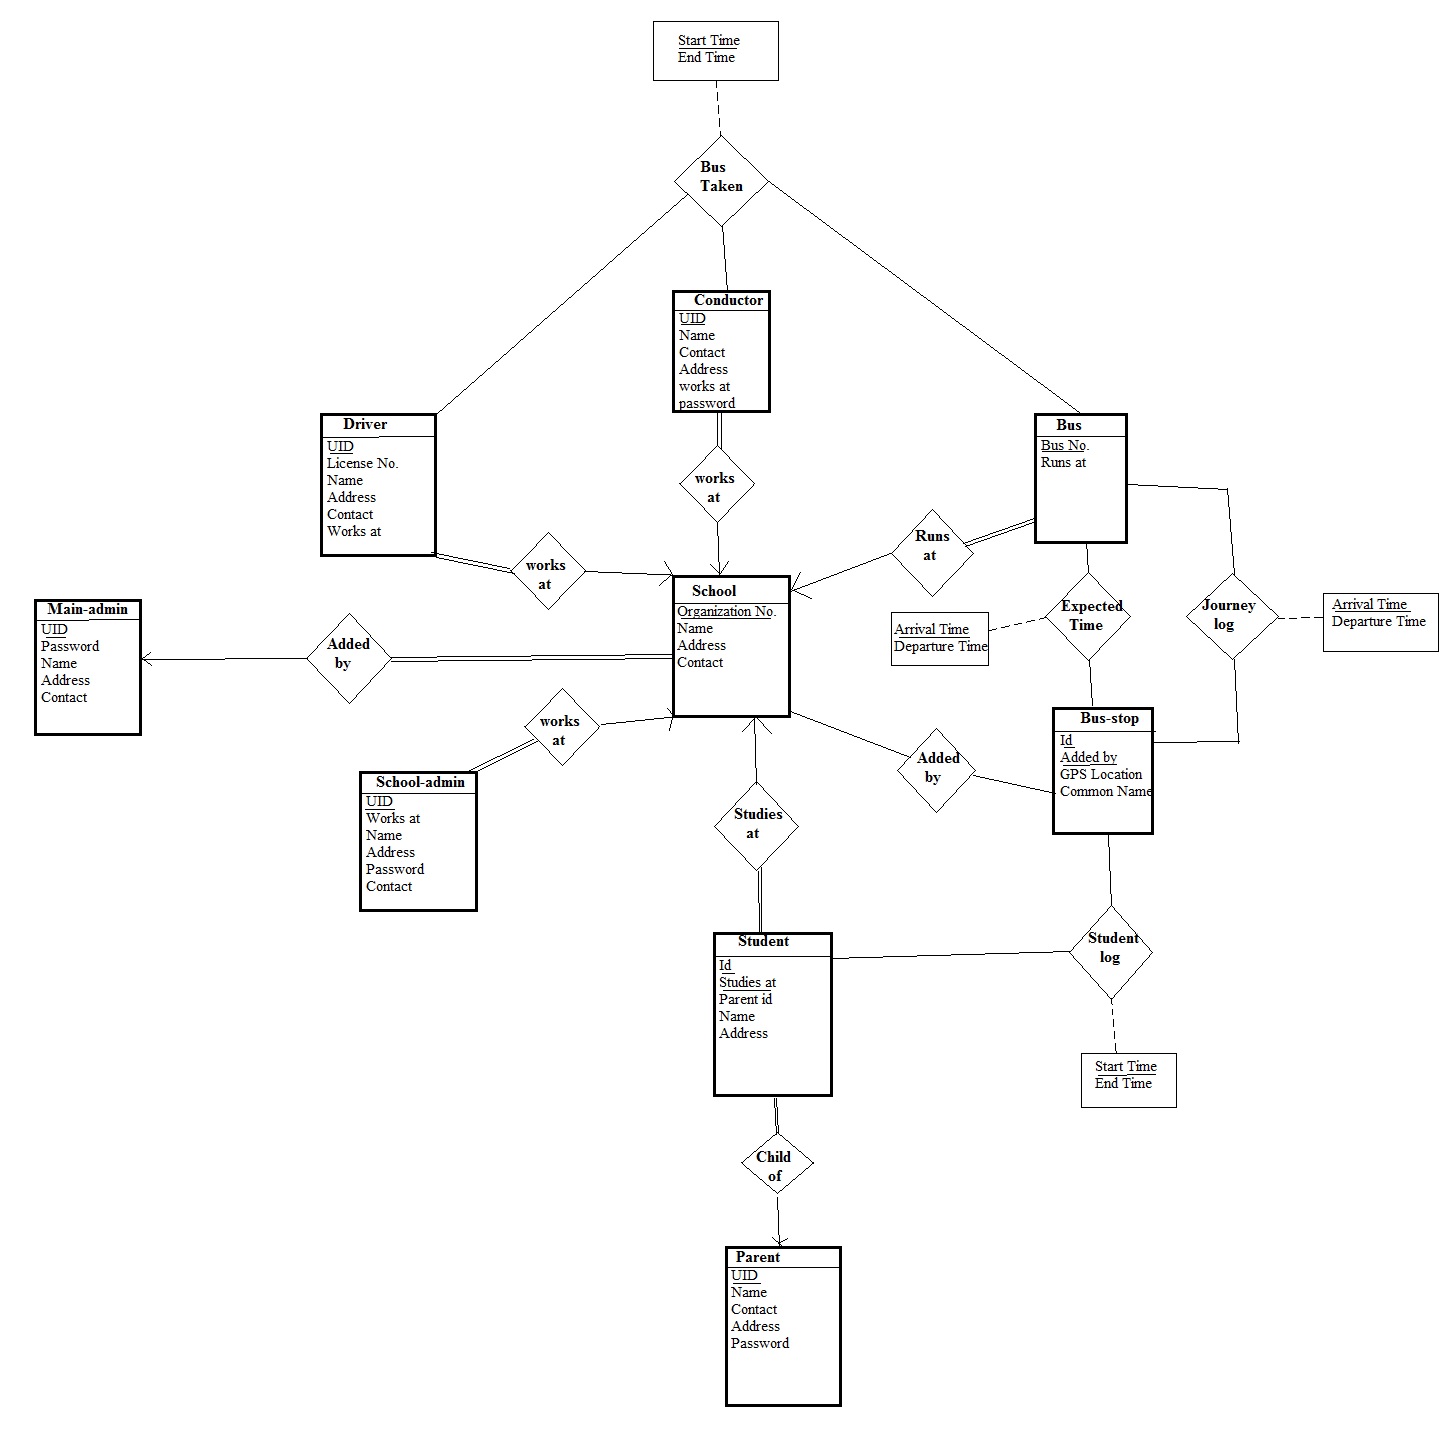 Start Time
End Time
Bus
Taken
Conductor
UID
Name
Contact
Address
works at
password
Driver
UID
License No.
Name
Address
Contact
Works at
Bus
Bus No.
Runs at
works
at
works
at
Runs
at
School
Organization No.
Name
Address
Contact
Main-admin
UID
Password
Name
Address
Contact
Added
by
Arrival Time
Departure Time
Expected
Time
Journey
log
Arrival Time
Departure Time
works
at
School-admin
UID
Works at
Name
Address
Password
Contact
Added
by
Bus-stop
Id
Added by
GPS Location
Common Name
Studies
at
Student
Id
Studies at
Parent id
Name
Address
Student
log
Start Time
End Time
Child
of
Parent
UID
Name
Contact
Address
Password